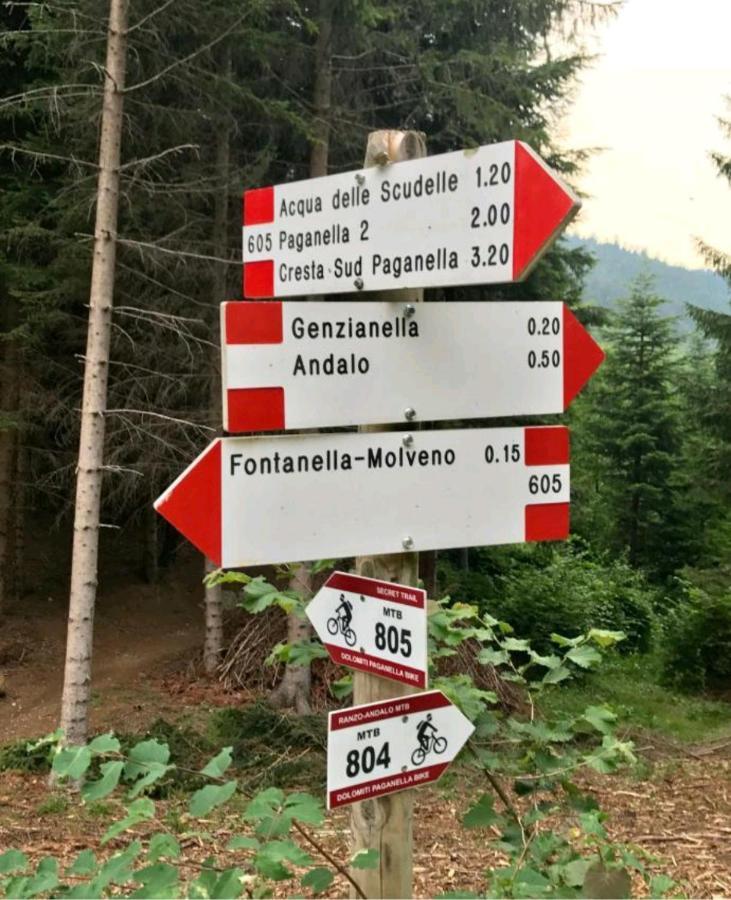 Acqua delle Scudelle 1.20
605 Paganella 2 2.00
Cresta Sud Paganella 3.20
Genzianella 0.20
Andalo 0.50
Fontanella-Molveno 0.15
605
SECRET TRAIL
MTB
805
DOLOMITI PAGANELLA BIKE
RANZO-ANDALO MTB
MTB
804
DOLOMITI PAGANELLA BIKE